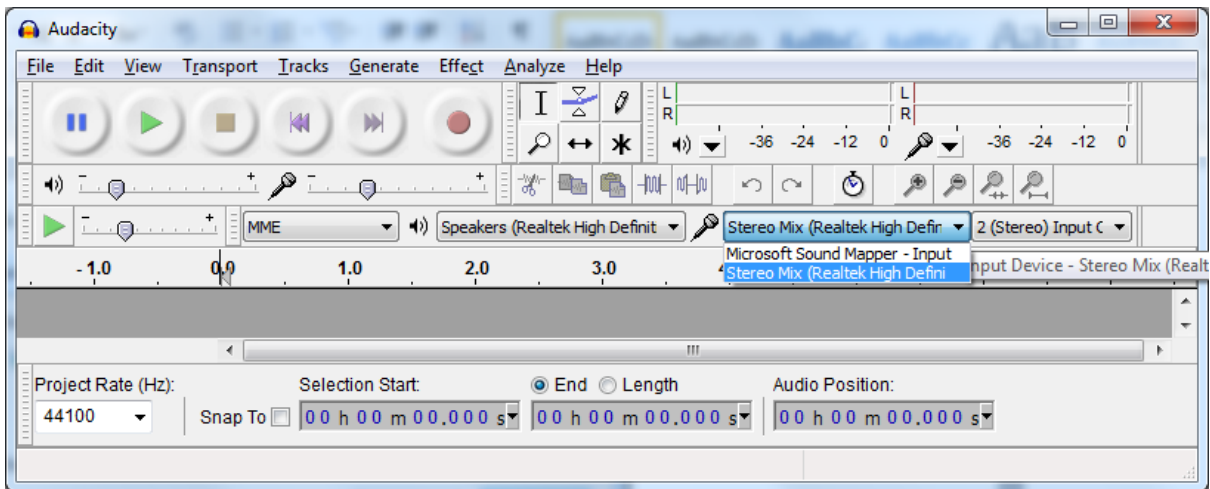 Audacity
File Edit View Transport Tracks Generate Effect Analyze Help
L L
R R
-36 -24 -12 0 -36 -24 -12 0
- + - +
- + MME Speakers (Realtek High Definit Stereo Mix (Realtek High Defir 2 (Stereo) Input C
Microsoft Sound Mapper - Input
Stereo Mix (Realtek High Defini nput Device - Stereo Mix (Realt
- 1.0 0.0 1.0 2.0 3.0
Project Rate (Hz): Selection Start: End Length Audio Position:
44100 Snap To 00 h 00 m 00.000 s 00 h 00 m 00.000 s 00 h 00 m 00.000 s